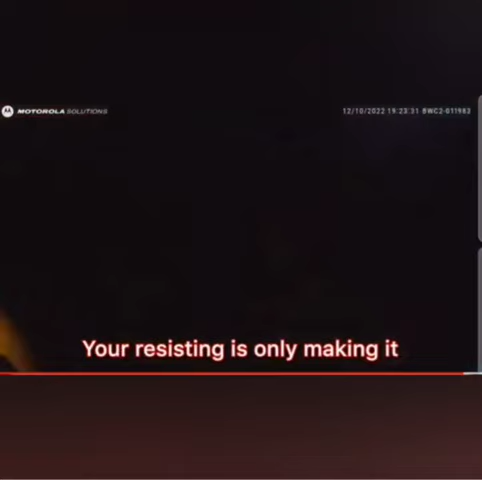 MOTOROLA SOLUTIONS
12/10/2022 19:23:31 BWC2-011983
Your resisting is only making it